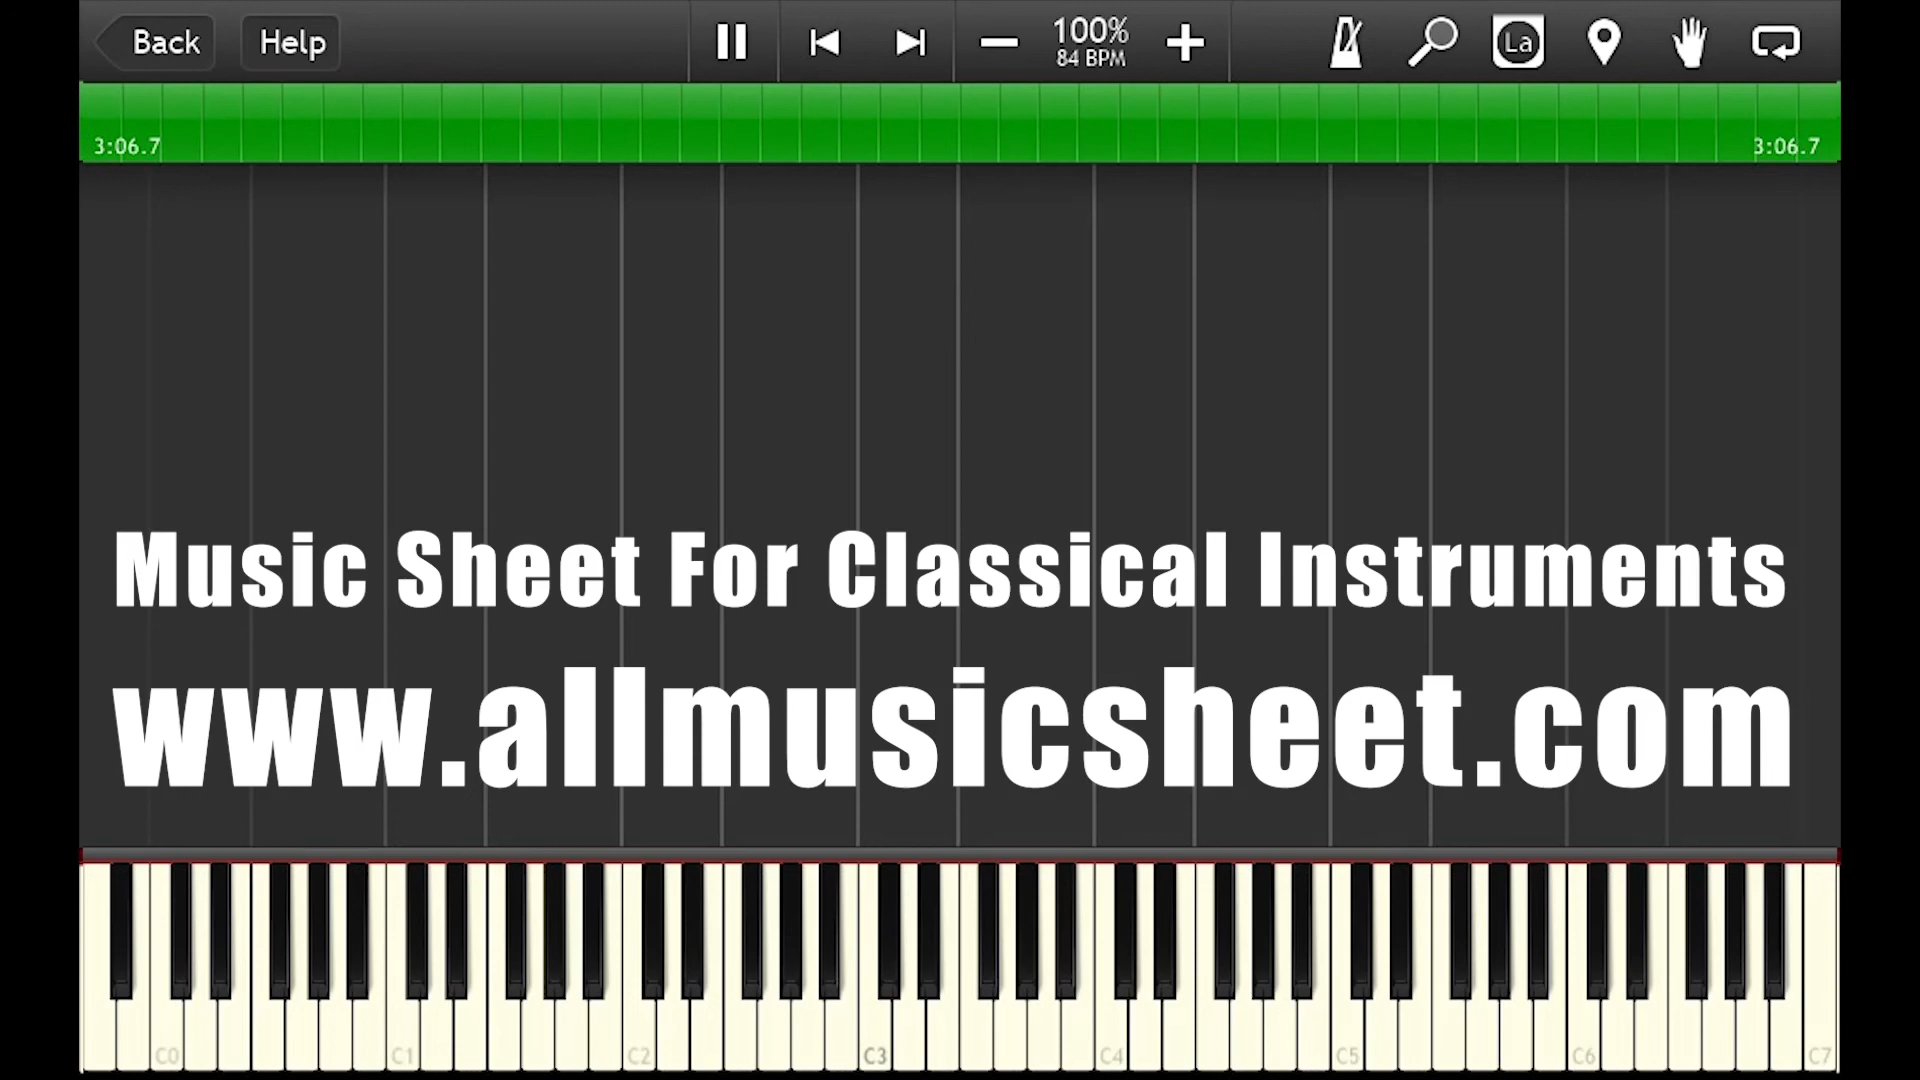 Back Help 100% La
84 BPM
3:06.7 3:06.7
Music Sheet For Classical Instruments
www.allmusicsheet.com
C0 C1 C2 C3 C4 C5 C6 C7